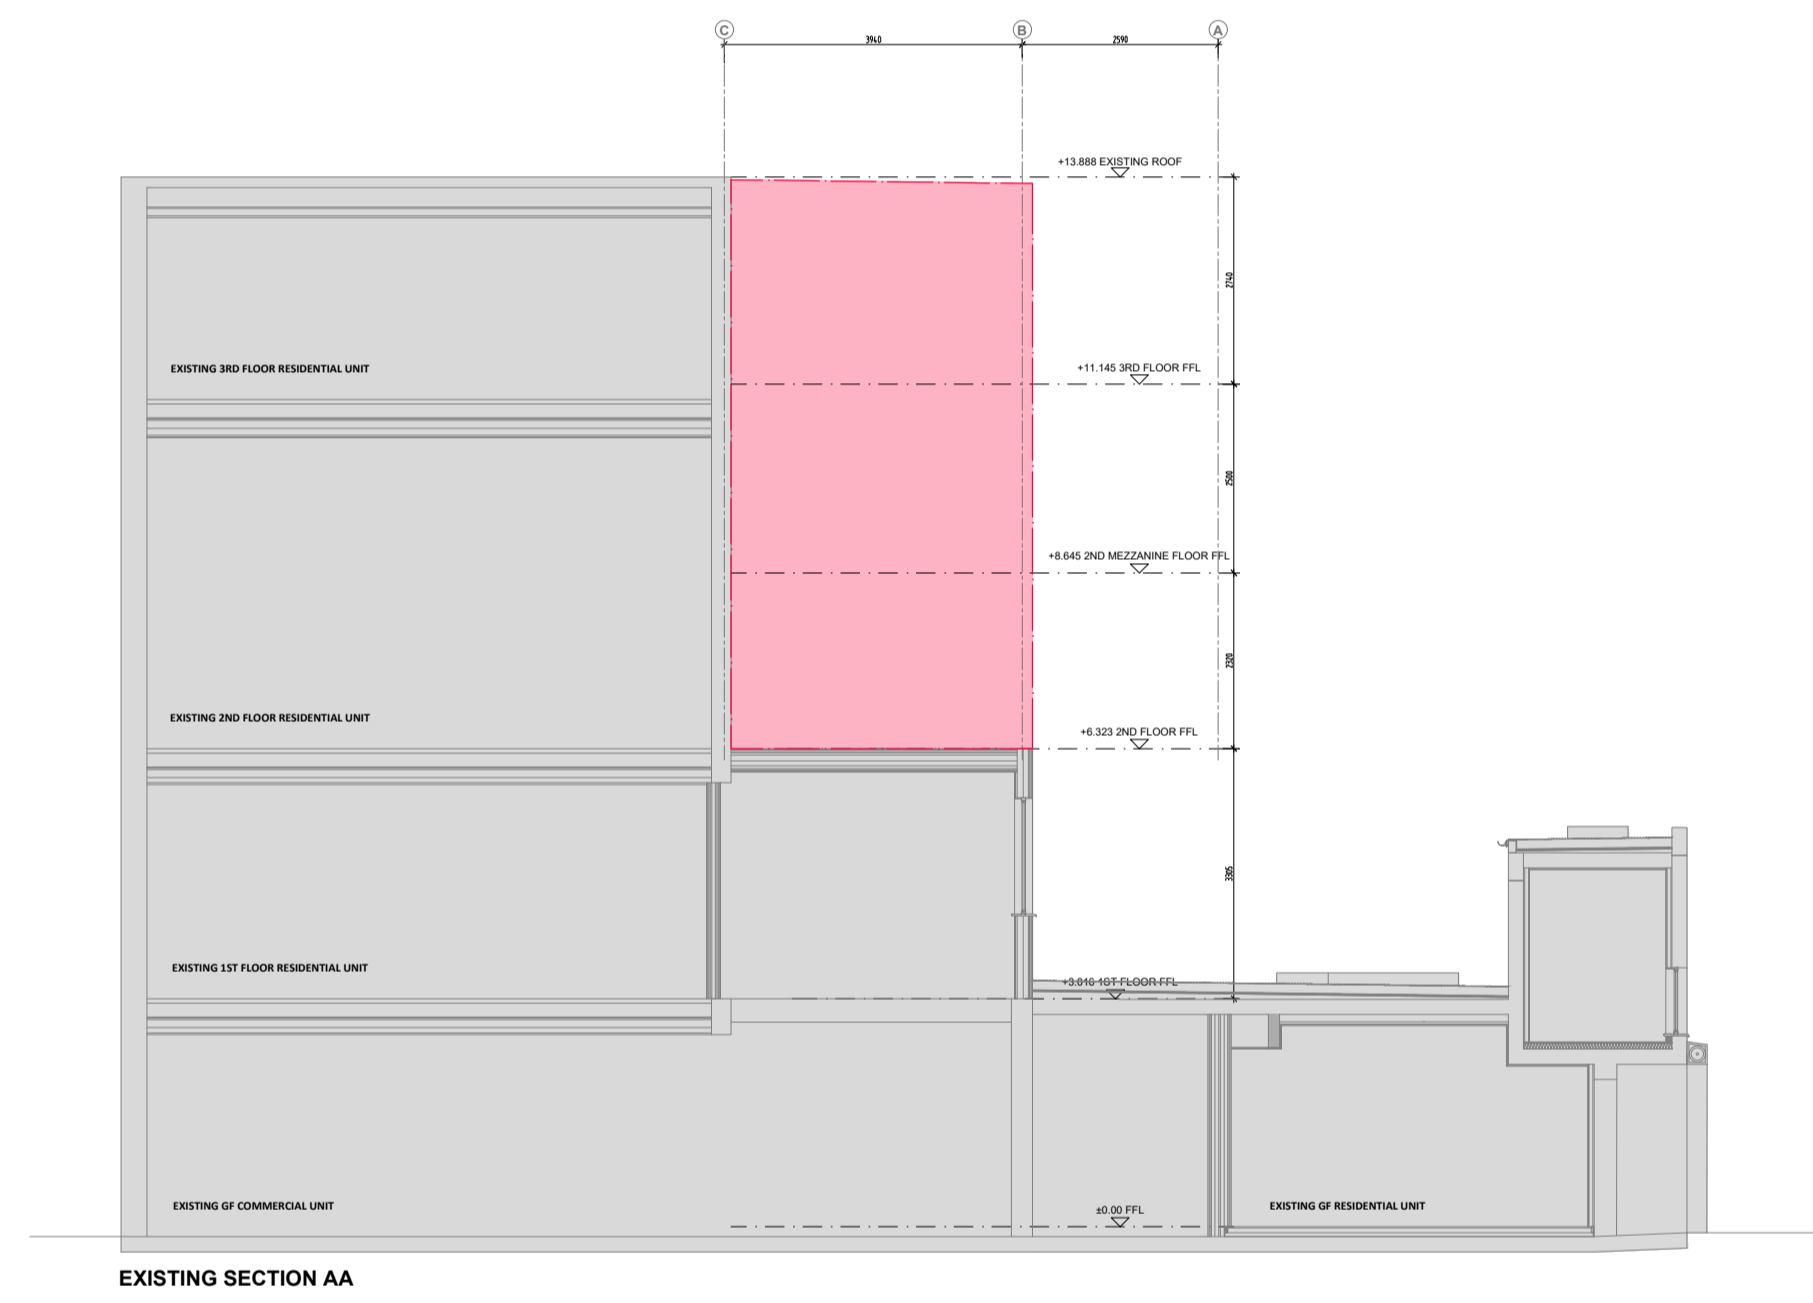 C
B
A
3940
2590
+13.888 EXISTING ROOF
2740
EXISTING 3RD FLOOR RESIDENTIAL UNIT
+11.145 3RD FLOOR FFL
2500
+8.645 2ND MEZZANINE FLOOR FFL
2320
EXISTING 2ND FLOOR RESIDENTIAL UNIT
+6.323 2ND FLOOR FFL
3305
EXISTING 1ST FLOOR RESIDENTIAL UNIT
+3.016 1ST FLOOR FFL
EXISTING GF COMMERCIAL UNIT
±0.00 FFL
EXISTING GF RESIDENTIAL UNIT
EXISTING SECTION AA